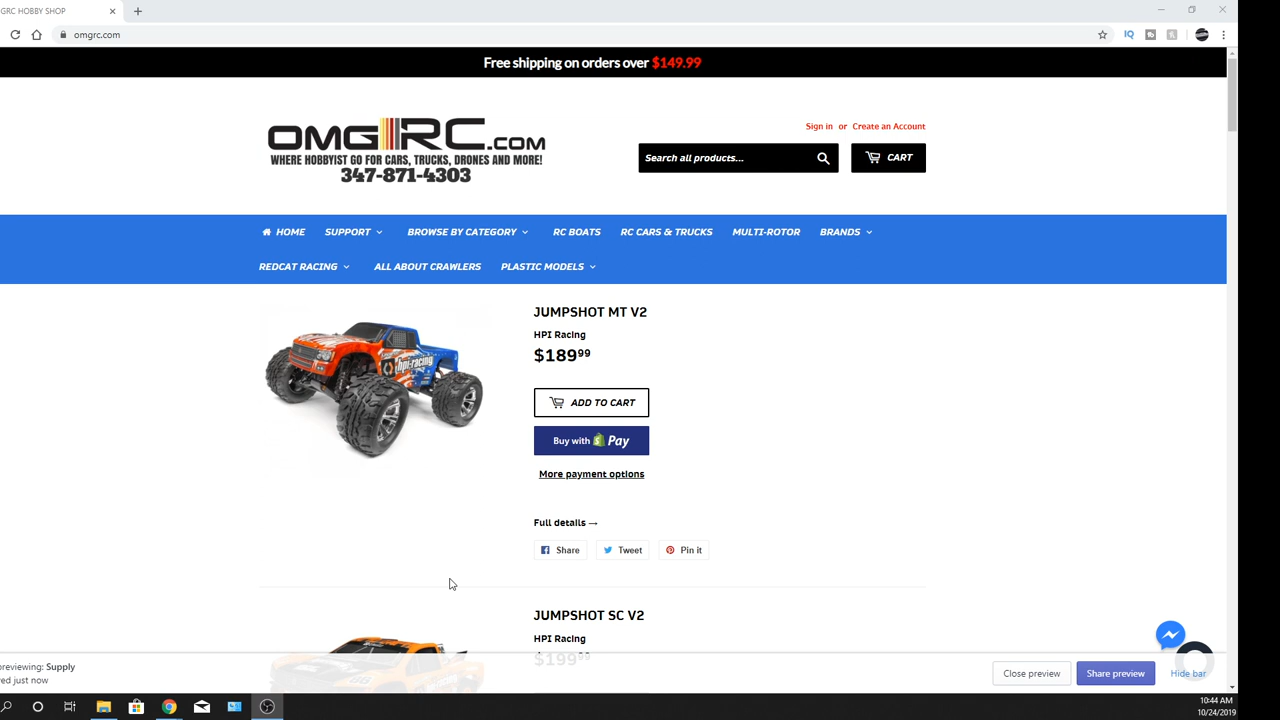 GRC HOBBY SHOP
omgrc.com
Free shipping on orders over $149.99
OMGRC.COM
WHERE HOBBYIST GO FOR CARS, TRUCKS, DRONES AND MORE!
347-871-4303
Sign in or Create an Account
Search all products...
CART
HOME SUPPORT BROWSE BY CATEGORY RC BOATS RC CARS & TRUCKS MULTI-ROTOR BRANDS
REDCAT RACING ALL ABOUT CRAWLERS PLASTIC MODELS
hpi-racing
JUMPSHOT MT V2
HPI Racing
$189.99
ADD TO CART
Buy with Pay
More payment options
Full details →
Share Tweet Pin it
JUMPSHOT SC V2
HPI Racing
$199.99
previewing: Supply
ed just now
Close preview
Share preview
Hide bar
10:44 AM
10/24/2019